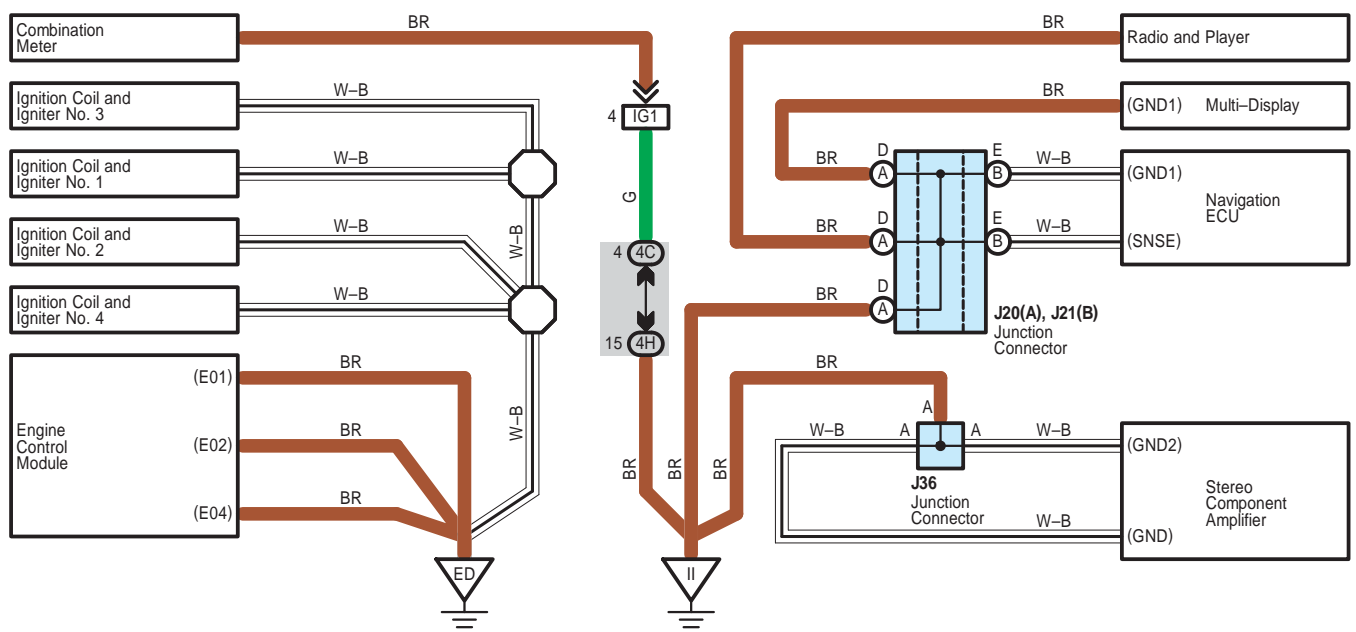 Combination
Meter
BR
Ignition Coil and
Igniter No. 3
W–B
Ignition Coil and
Igniter No. 1
W–B
Ignition Coil and
Igniter No. 2
W–B
Ignition Coil and
Igniter No. 4
W–B
W–B
W–B
W–B
Engine
Control
Module
(E01)
BR
(E02)
BR
(E04)
BR
ED
4 IG1
G
4 4C
15 4H
BR
BR
BR
II
BR
Radio and Player
BR
(GND1) Multi–Display
BR
D
A
E
B
W–B
(GND1)
Navigation
ECU
BR
D
A
E
B
W–B
(SNSE)
BR
D
A
J20(A), J21(B)
Junction
Connector
BR
A
W–B
A
A
W–B
(GND2)
J36
Junction
Connector
Stereo
Component
Amplifier
W–B
(GND)